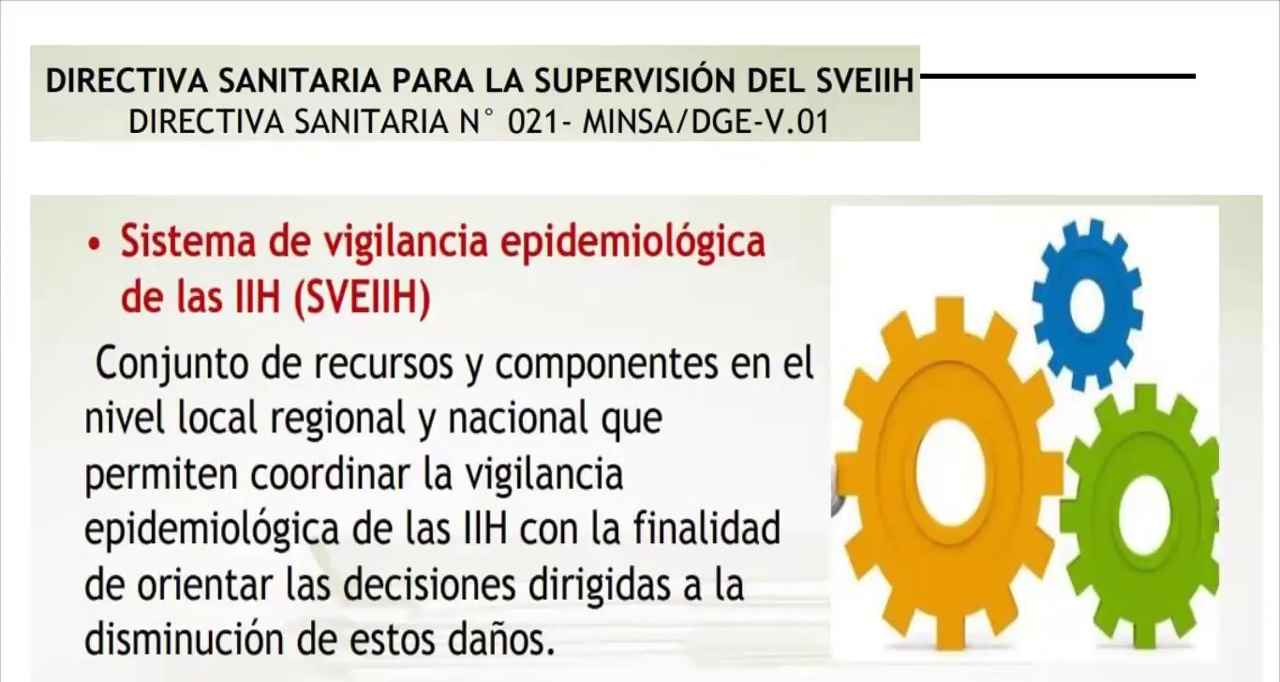 DIRECTIVA SANITARIA PARA LA SUPERVISIÓN DEL SVEIIH
DIRECTIVA SANITARIA N° 021- MINSA/DGE-V.01
• Sistema de vigilancia epidemiológica
de las IIH (SVEIIH)
Conjunto de recursos y componentes en el
nivel local regional y nacional que
permiten coordinar la vigilancia
epidemiológica de las IIH con la finalidad
de orientar las decisiones dirigidas a la
disminución de estos daños.